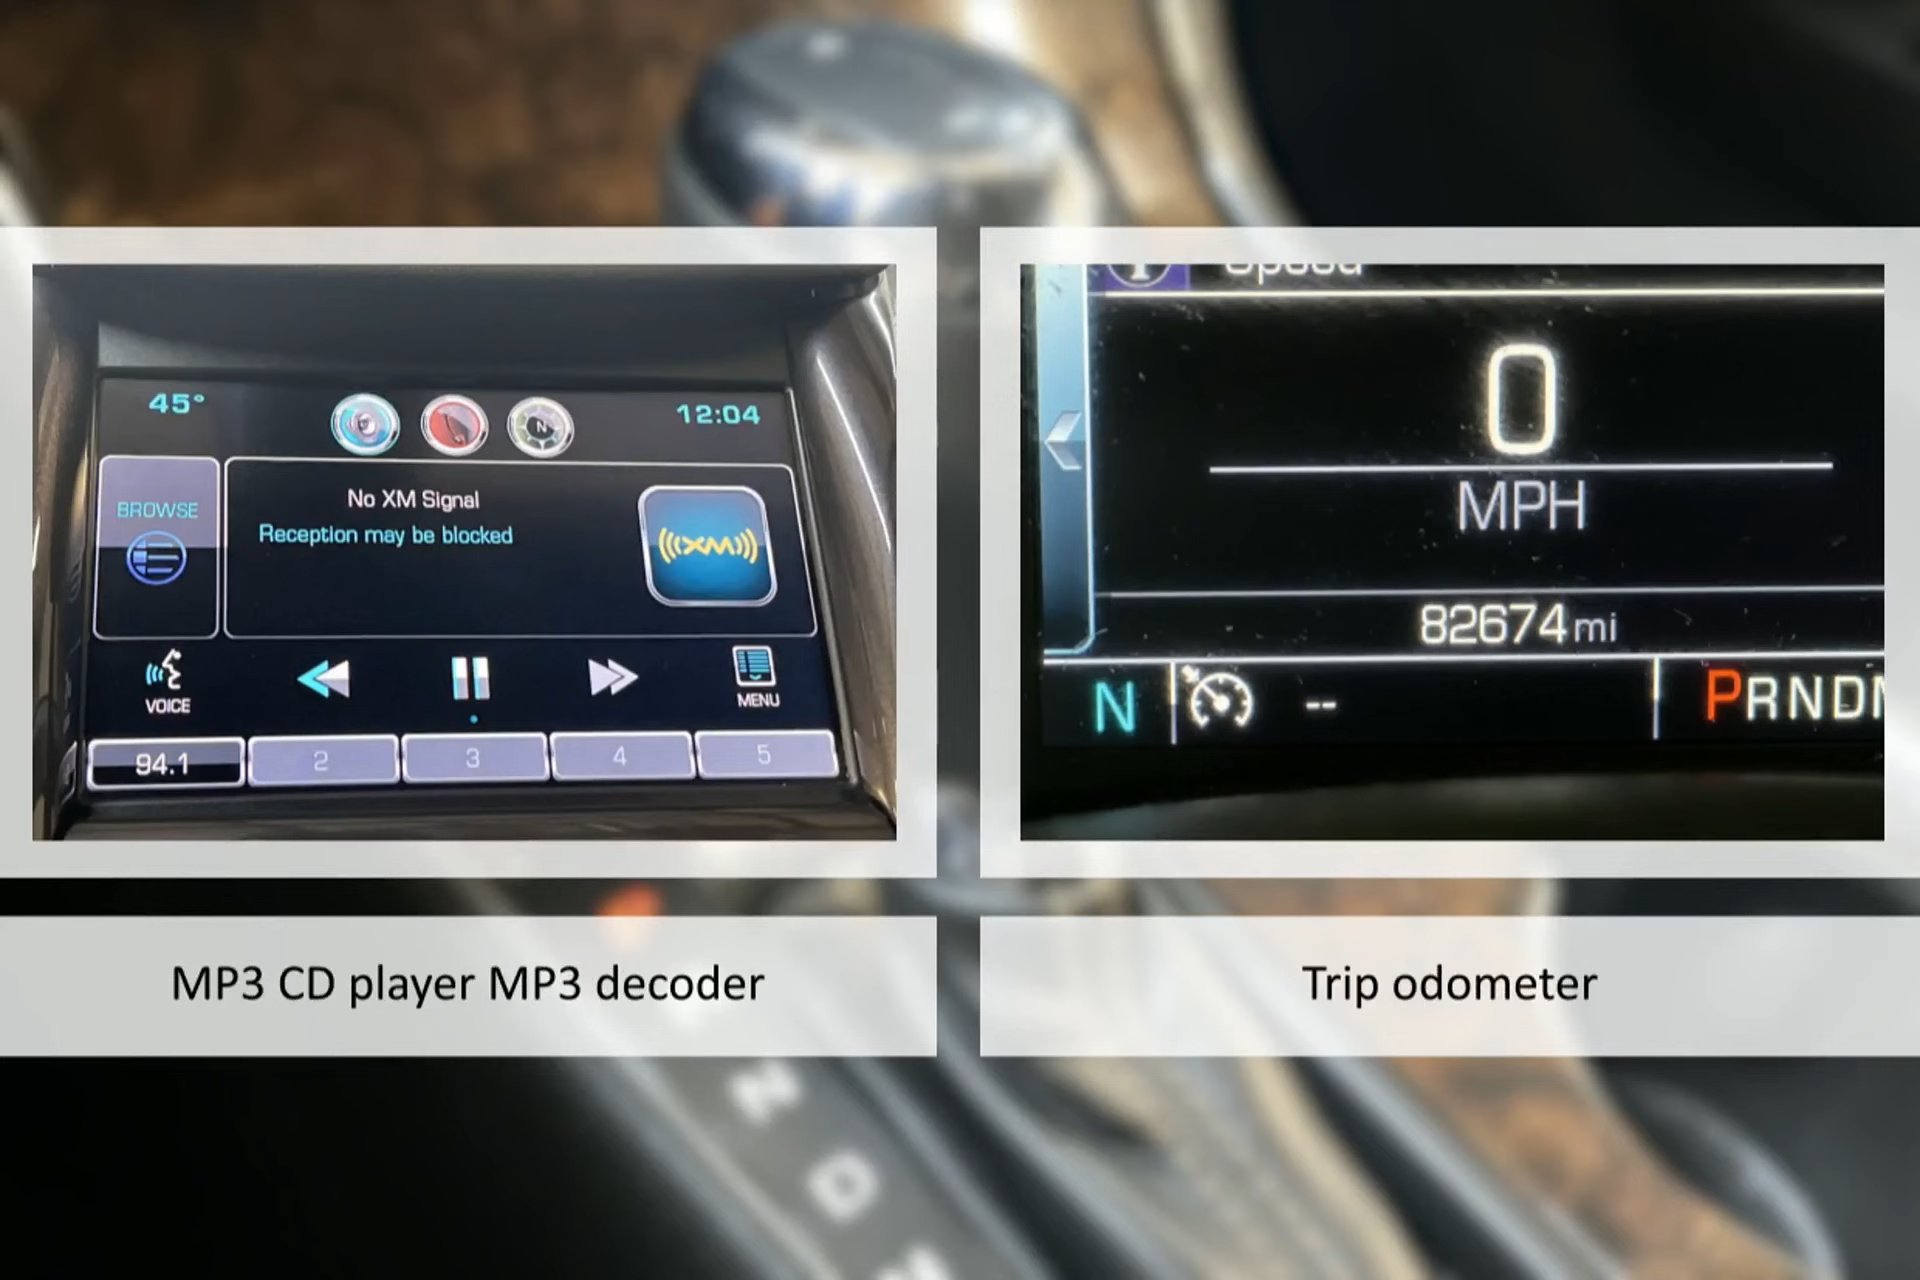 45°
12:04
N
BROWSE
No XM Signal
Reception may be blocked
((XM))
VOICE
MENU
94.1
2
3
4
5
Speed
0
MPH
82674 mi
N
--
PRND
MP3 CD player MP3 decoder
Trip odometer
N
D